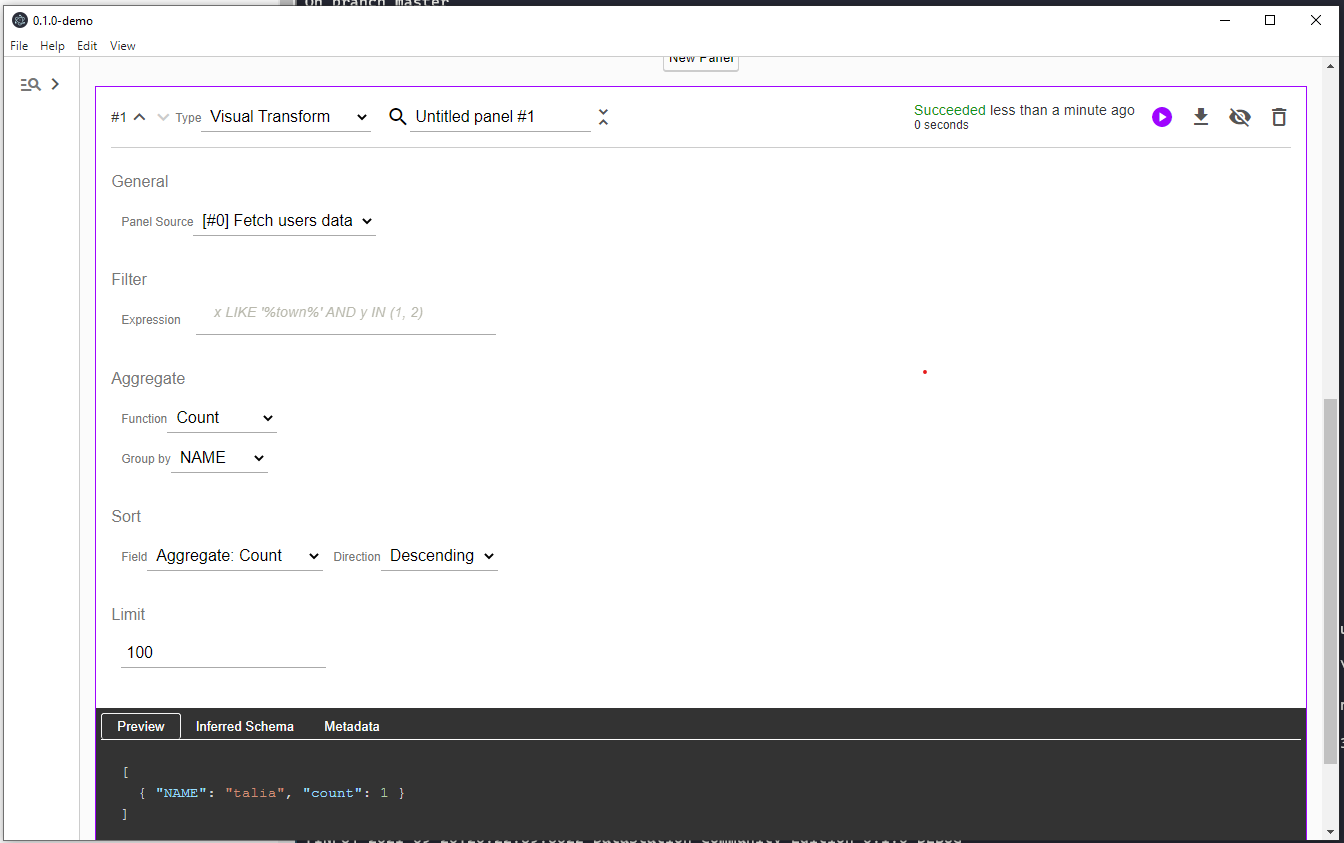 On branch master
0.1.0-demo
File Help Edit View
New Panel
#1 Type Visual Transform Untitled panel #1 Succeeded less than a minute ago
0 seconds
General
Panel Source [#0] Fetch users data
Filter
Expression x LIKE '%town%' AND y IN (1, 2)
Aggregate
Function Count
Group by NAME
Sort
Field Aggregate: Count Direction Descending
Limit
100
Preview Inferred Schema Metadata
[
{ "NAME": "talia", "count": 1 }
]